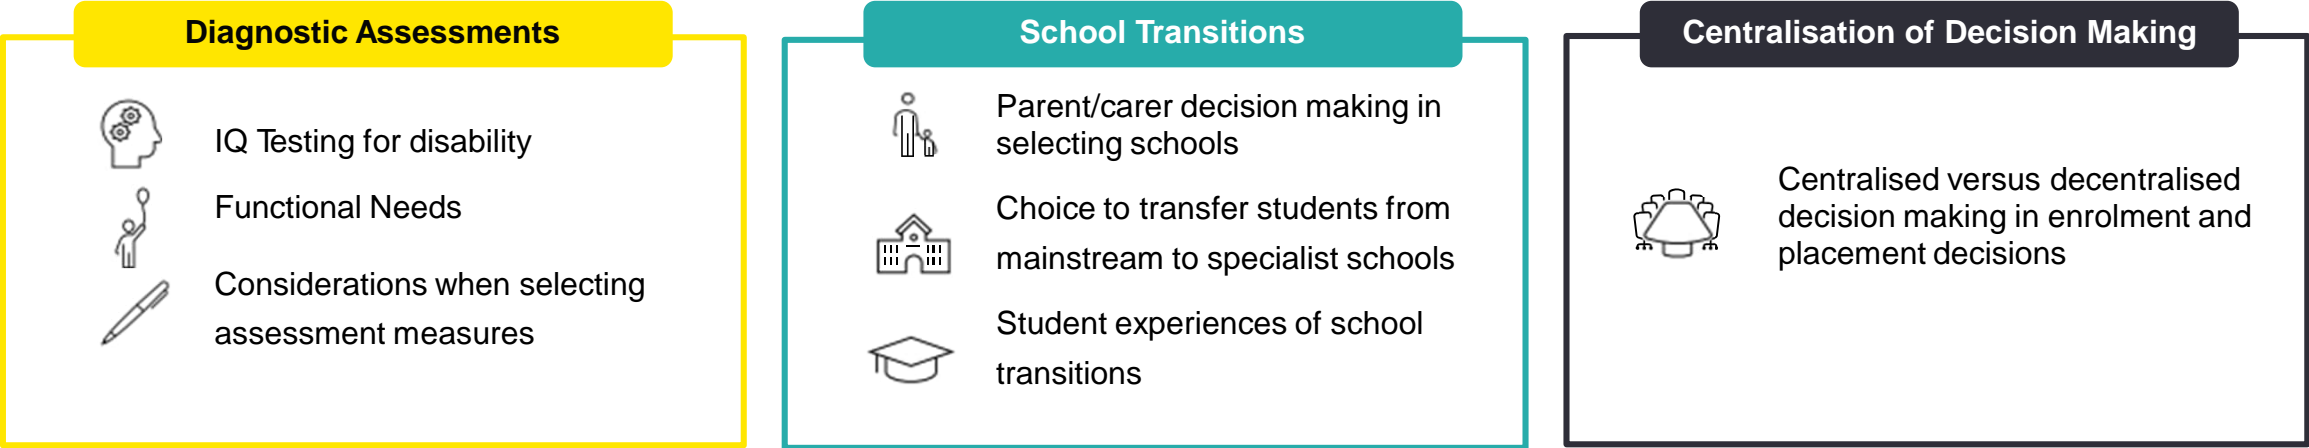 Diagnostic Assessments
IQ Testing for disability
Functional Needs
Considerations when selecting
assessment measures
School Transitions
Parent/carer decision making in
selecting schools
Choice to transfer students from
mainstream to specialist schools
Student experiences of school
transitions
Centralisation of Decision Making
Centralised versus decentralised
decision making in enrolment and
placement decisions